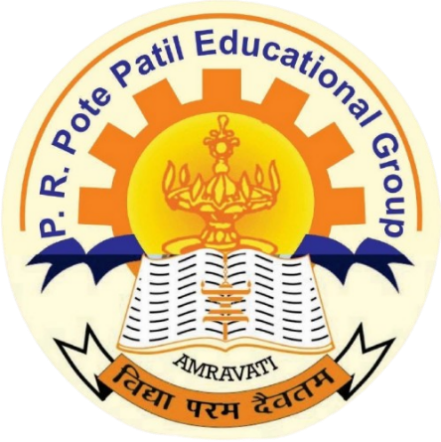 P. R. Pote Patil Educational Group
AMRAVATI
विद्या परम दैवतम